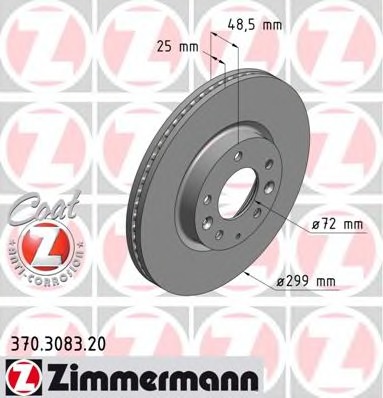 48,5 mm
25 mm
Coat
Z
ANTI-CORROSION
ø72 mm
ø299 mm
370.3083.20
Z Zimmermann